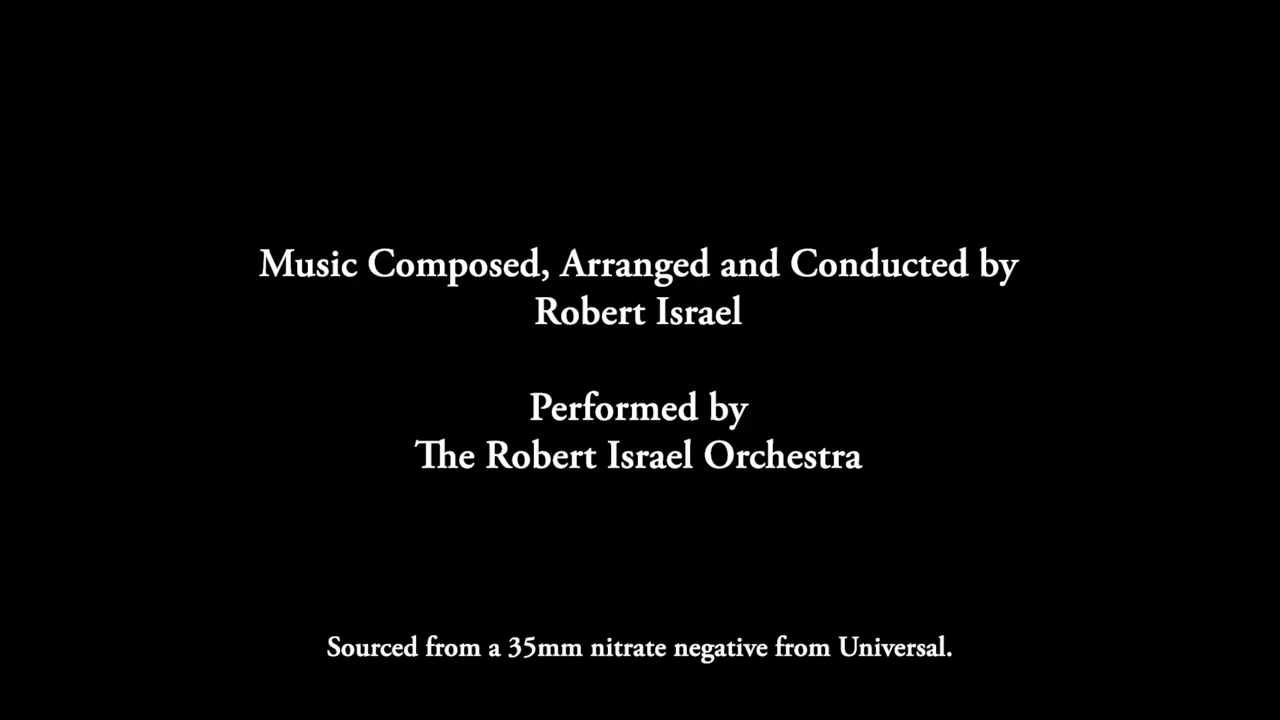 Music Composed, Arranged and Conducted by
Robert Israel
Performed by
The Robert Israel Orchestra
Sourced from a 35mm nitrate negative from Universal.